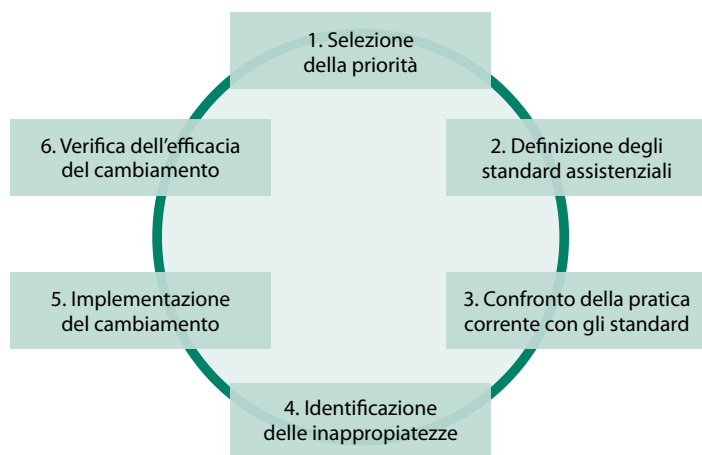 1. Selezione
della priorità
2. Definizione degli
standard assistenziali
3. Confronto della pratica
corrente con gli standard
4. Identificazione
delle inappropiatezze
5. Implementazione
del cambiamento
6. Verifica dell'efficacia
del cambiamento